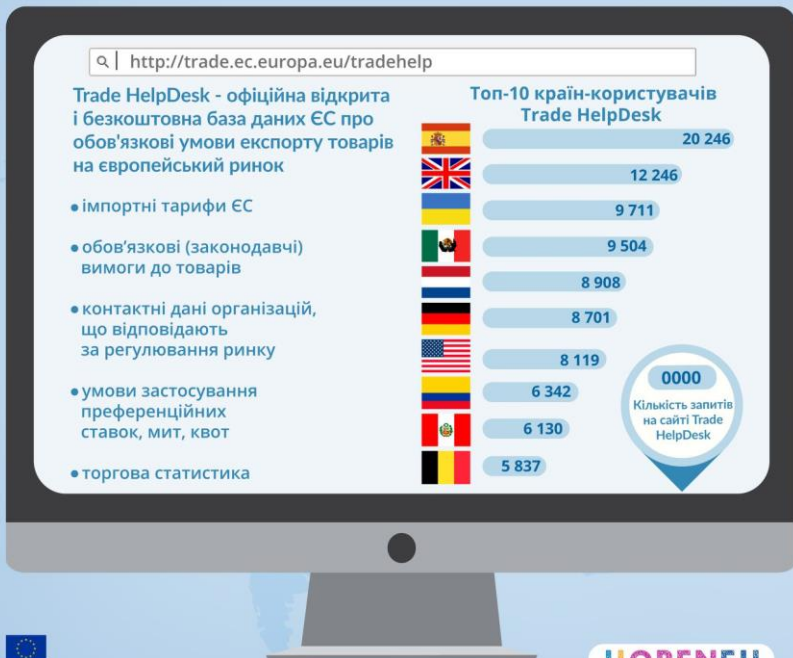 http://trade.ec.europa.eu/tradehelp
Trade HelpDesk - офіційна відкрита
і безкоштовна база даних ЄС про
обов'язкові умови експорту товарів
на європейський ринок
• імпортні тарифи ЄС
• обов'язкові (законодавчі)
вимоги до товарів
• контактні дані організацій,
що відповідають
за регулювання ринку
• умови застосування
преференційних
ставок, мит, квот
• торгова статистика
Топ-10 країн-користувачів
Trade HelpDesk
20 246
12 246
9 711
9 504
8 908
8 701
8 119
6 342
6 130
5 837
0000
Кількість запитів
на сайті Trade
HelpDesk